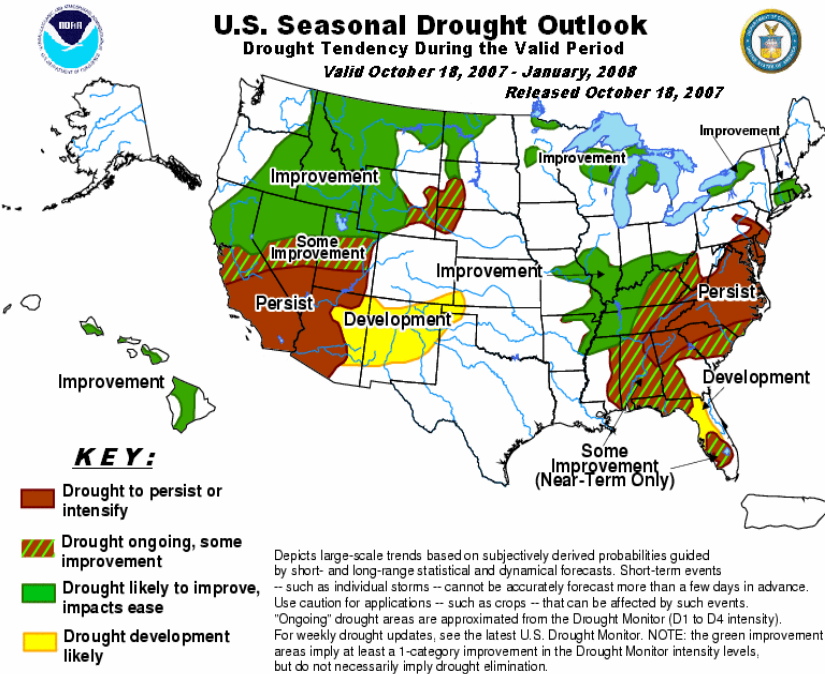 NOAA
U.S. Seasonal Drought Outlook
Drought Tendency During the Valid Period
Valid October 18, 2007 - January, 2008
Released October 18, 2007
Improvement
Improvement
Improvement
Some
Improvement
Improvement
Persist
Persist
Development
Improvement
Development
Some
Improvement
(Near-Term Only)
KEY:
Drought to persist or
intensify
Drought ongoing, some
improvement
Drought likely to improve,
impacts ease
Drought development
likely
Depicts large-scale trends based on subjectively derived probabilities guided
by short- and long-range statistical and dynamical forecasts. Short-term events
-- such as individual storms -- cannot be accurately forecast more than a few days in advance.
Use caution for applications -- such as crops -- that can be affected by such events.
"Ongoing" drought areas are approximated from the Drought Monitor (D1 to D4 intensity).
For weekly drought updates, see the latest U.S. Drought Monitor. NOTE: the green improvement
areas imply at least a 1-category improvement in the Drought Monitor intensity levels,
but do not necessarily imply drought elimination.